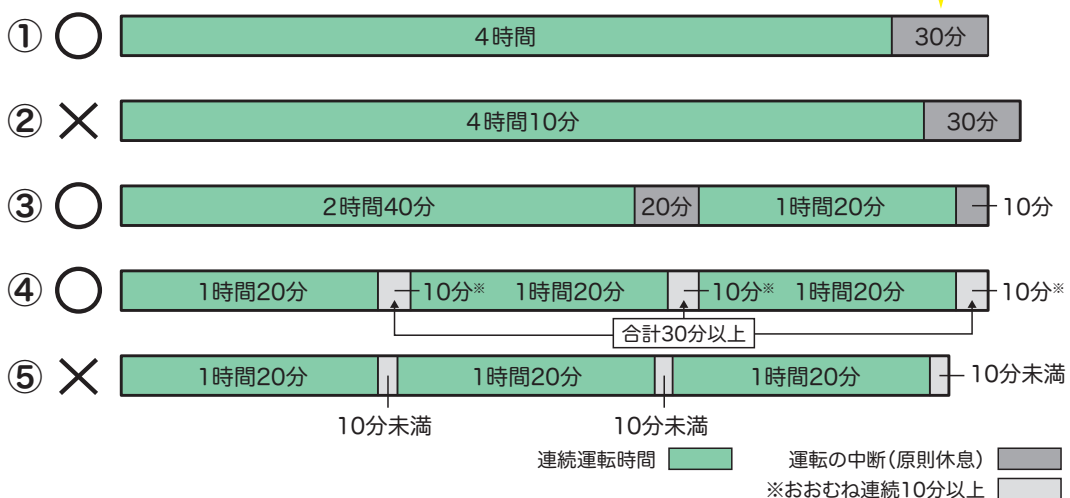 ① ○ 4時間 30分
② × 4時間10分 30分
③ ○ 2時間40分 20分 1時間20分 10分
④ ○ 1時間20分 10分※ 1時間20分 10分※ 1時間20分 10分※
合計30分以上
⑤ × 1時間20分 1時間20分 1時間20分 10分未満
10分未満 10分未満
連続運転時間 運転の中断(原則休息)
※おおむね連続10分以上